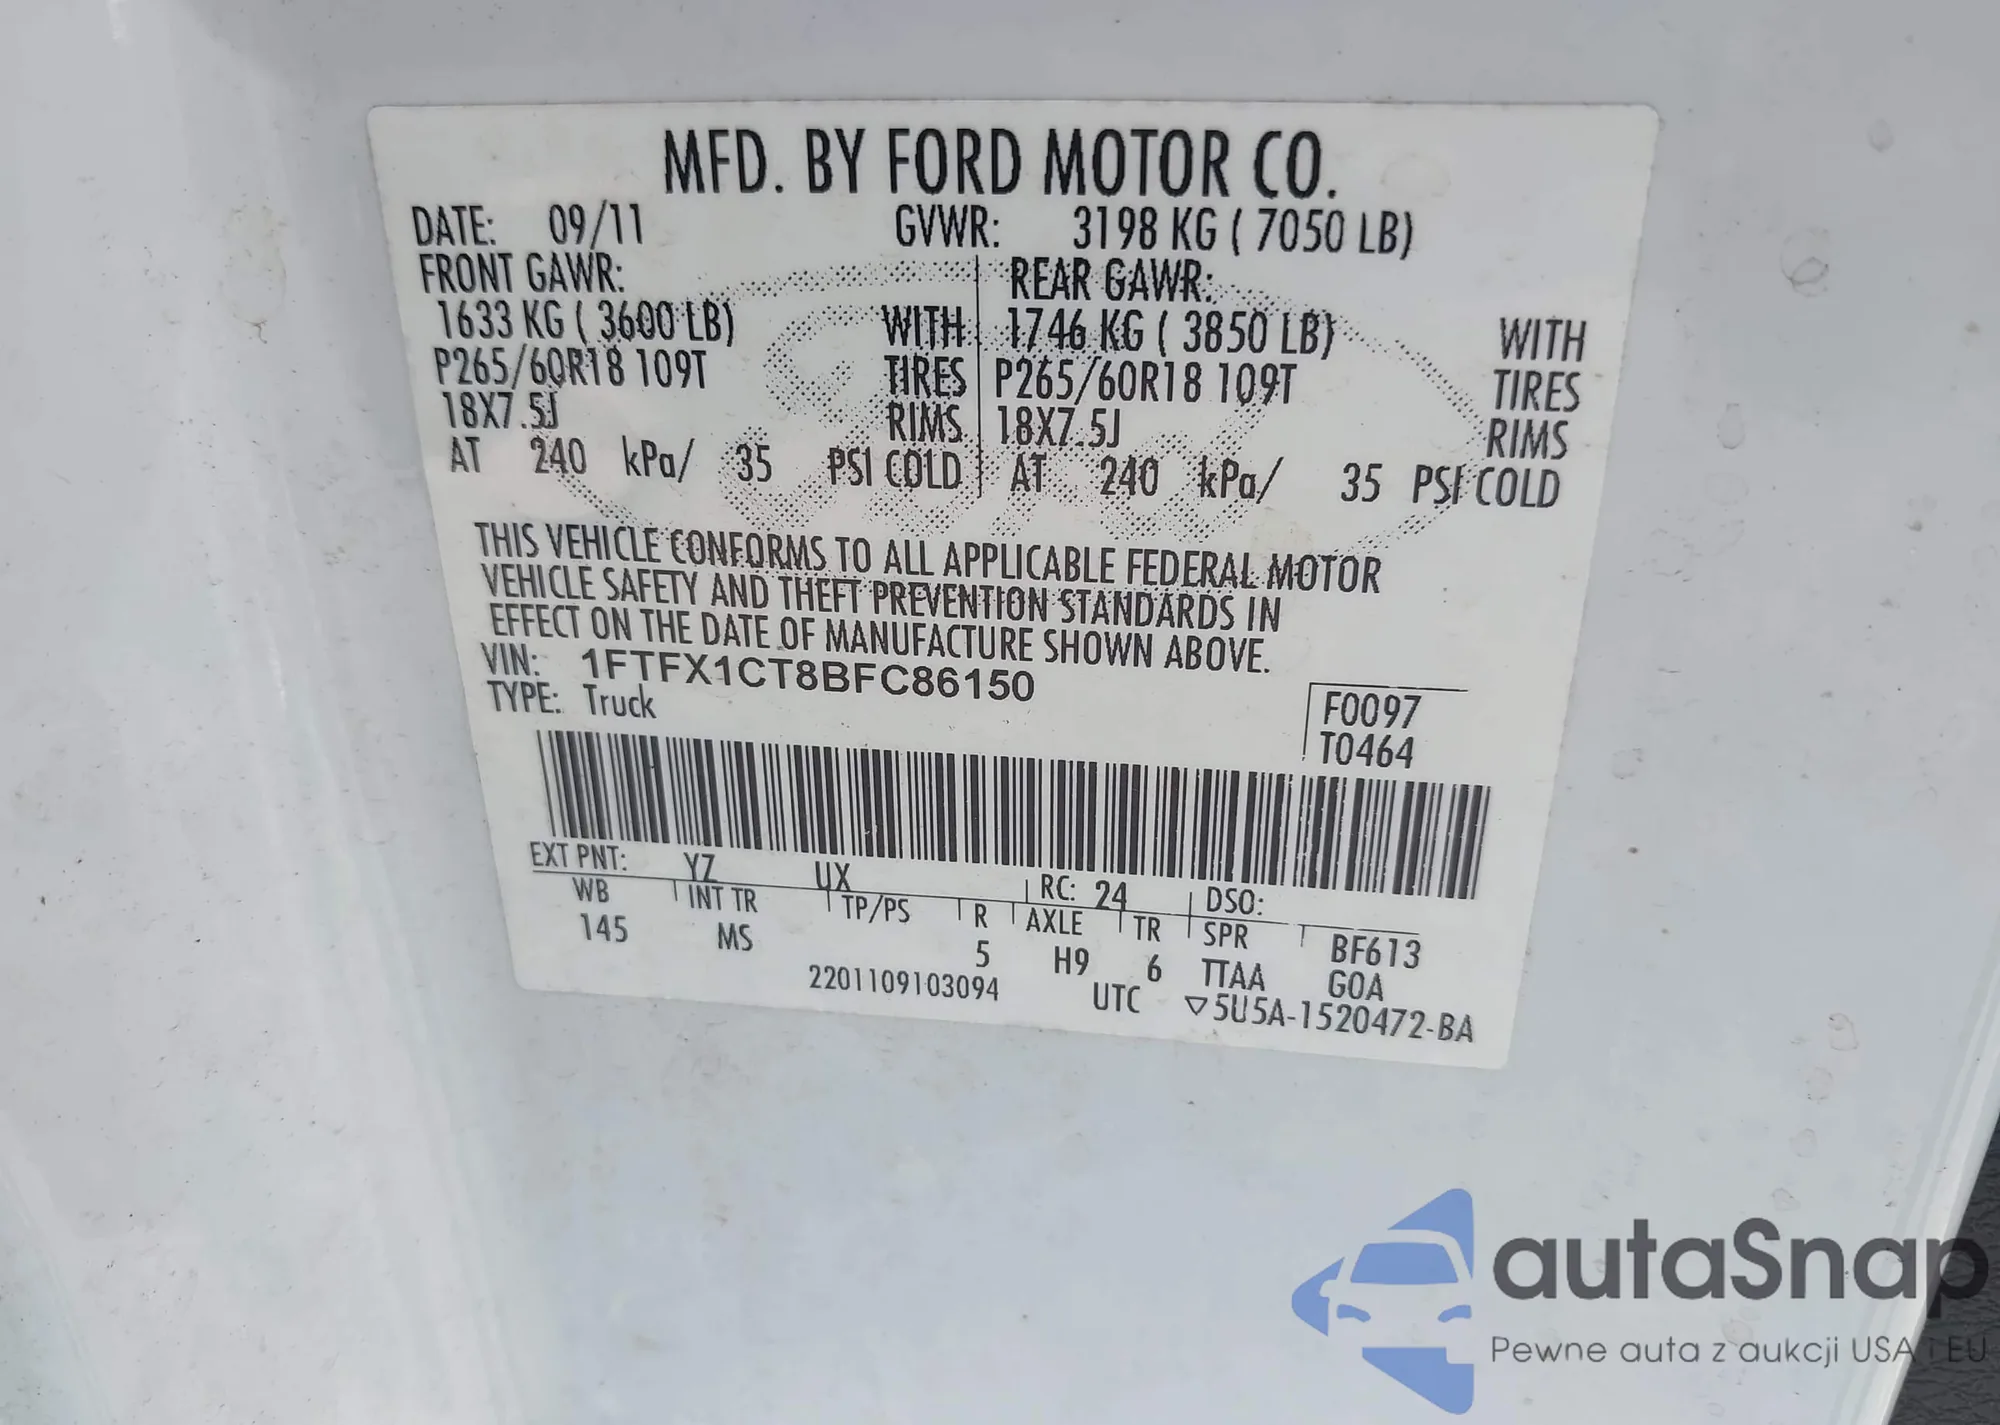 MFD. BY FORD MOTOR CO.
DATE: 09/11 GVWR: 3198 KG ( 7050 LB)
FRONT GAWR: REAR GAWR:
1633 KG ( 3600 LB) WITH 1746 KG ( 3850 LB) WITH
P265/60R18 109T TIRES P265/60R18 109T TIRES
18X7.5J RIMS 18X7.5J RIMS
AT 240 kPa/ 35 PSI COLD AT 240 kPa/ 35 PSI COLD
THIS VEHICLE CONFORMS TO ALL APPLICABLE FEDERAL MOTOR
VEHICLE SAFETY AND THEFT PREVENTION STANDARDS IN
EFFECT ON THE DATE OF MANUFACTURE SHOWN ABOVE.
VIN: 1FTFX1CT8BFC86150
TYPE: Truck
F0097
T0464
EXT PNT: YZ UX RC: 24 DSO:
WB INT TR TP/PS R AXLE TR SPR BF613
145 MS 5 H9 6 TTAA GOA
2201109103094 UTC ▽5U5A-1520472-BA
autaSnap
Pewne auta z aukcji USA i EU